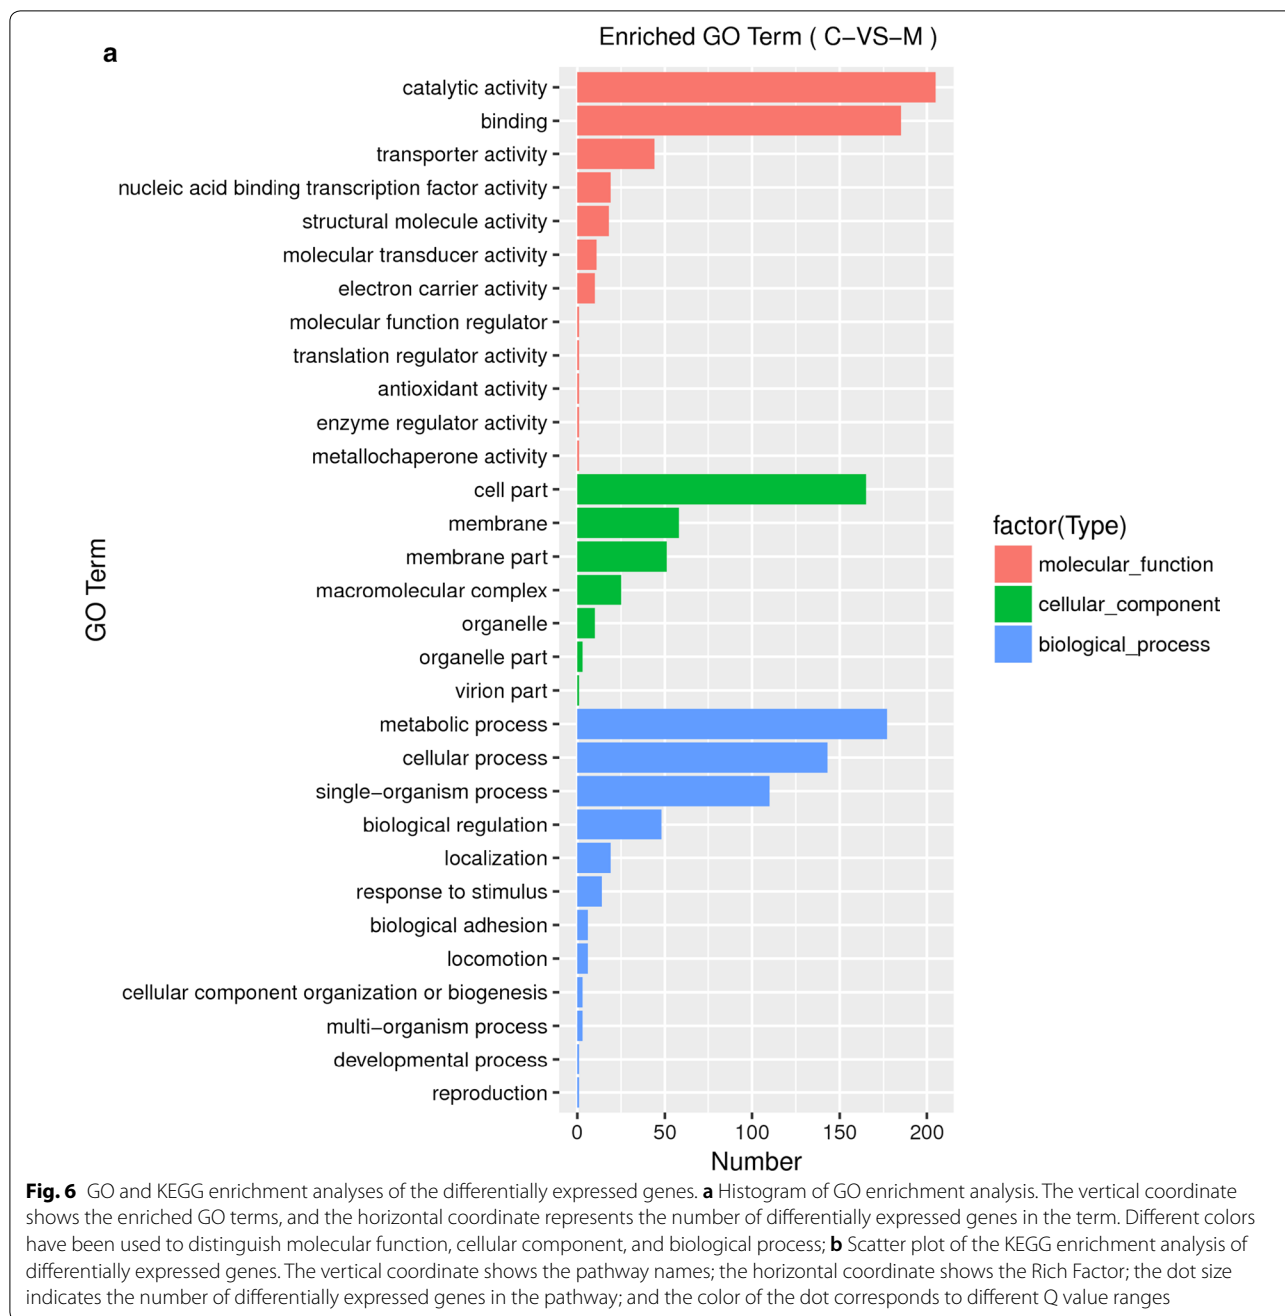 a
Enriched GO Term ( C−VS−M )
catalytic activity
binding
transporter activity
nucleic acid binding transcription factor activity
structural molecule activity
molecular transducer activity
electron carrier activity
molecular function regulator
translation regulator activity
antioxidant activity
enzyme regulator activity
metallochaperone activity
cell part
membrane
membrane part
macromolecular complex
organelle
organelle part
virion part
metabolic process
cellular process
single−organism process
biological regulation
localization
response to stimulus
biological adhesion
locomotion
cellular component organization or biogenesis
multi−organism process
developmental process
reproduction
GO Term
0 50 100 150 200
Number
factor(Type)
molecular_function
cellular_component
biological_process
Fig. 6 GO and KEGG enrichment analyses of the differentially expressed genes. a Histogram of GO enrichment analysis. The vertical coordinate
shows the enriched GO terms, and the horizontal coordinate represents the number of differentially expressed genes in the term. Different colors
have been used to distinguish molecular function, cellular component, and biological process; b Scatter plot of the KEGG enrichment analysis of
differentially expressed genes. The vertical coordinate shows the pathway names; the horizontal coordinate shows the Rich Factor; the dot size
indicates the number of differentially expressed genes in the pathway; and the color of the dot corresponds to different Q value ranges